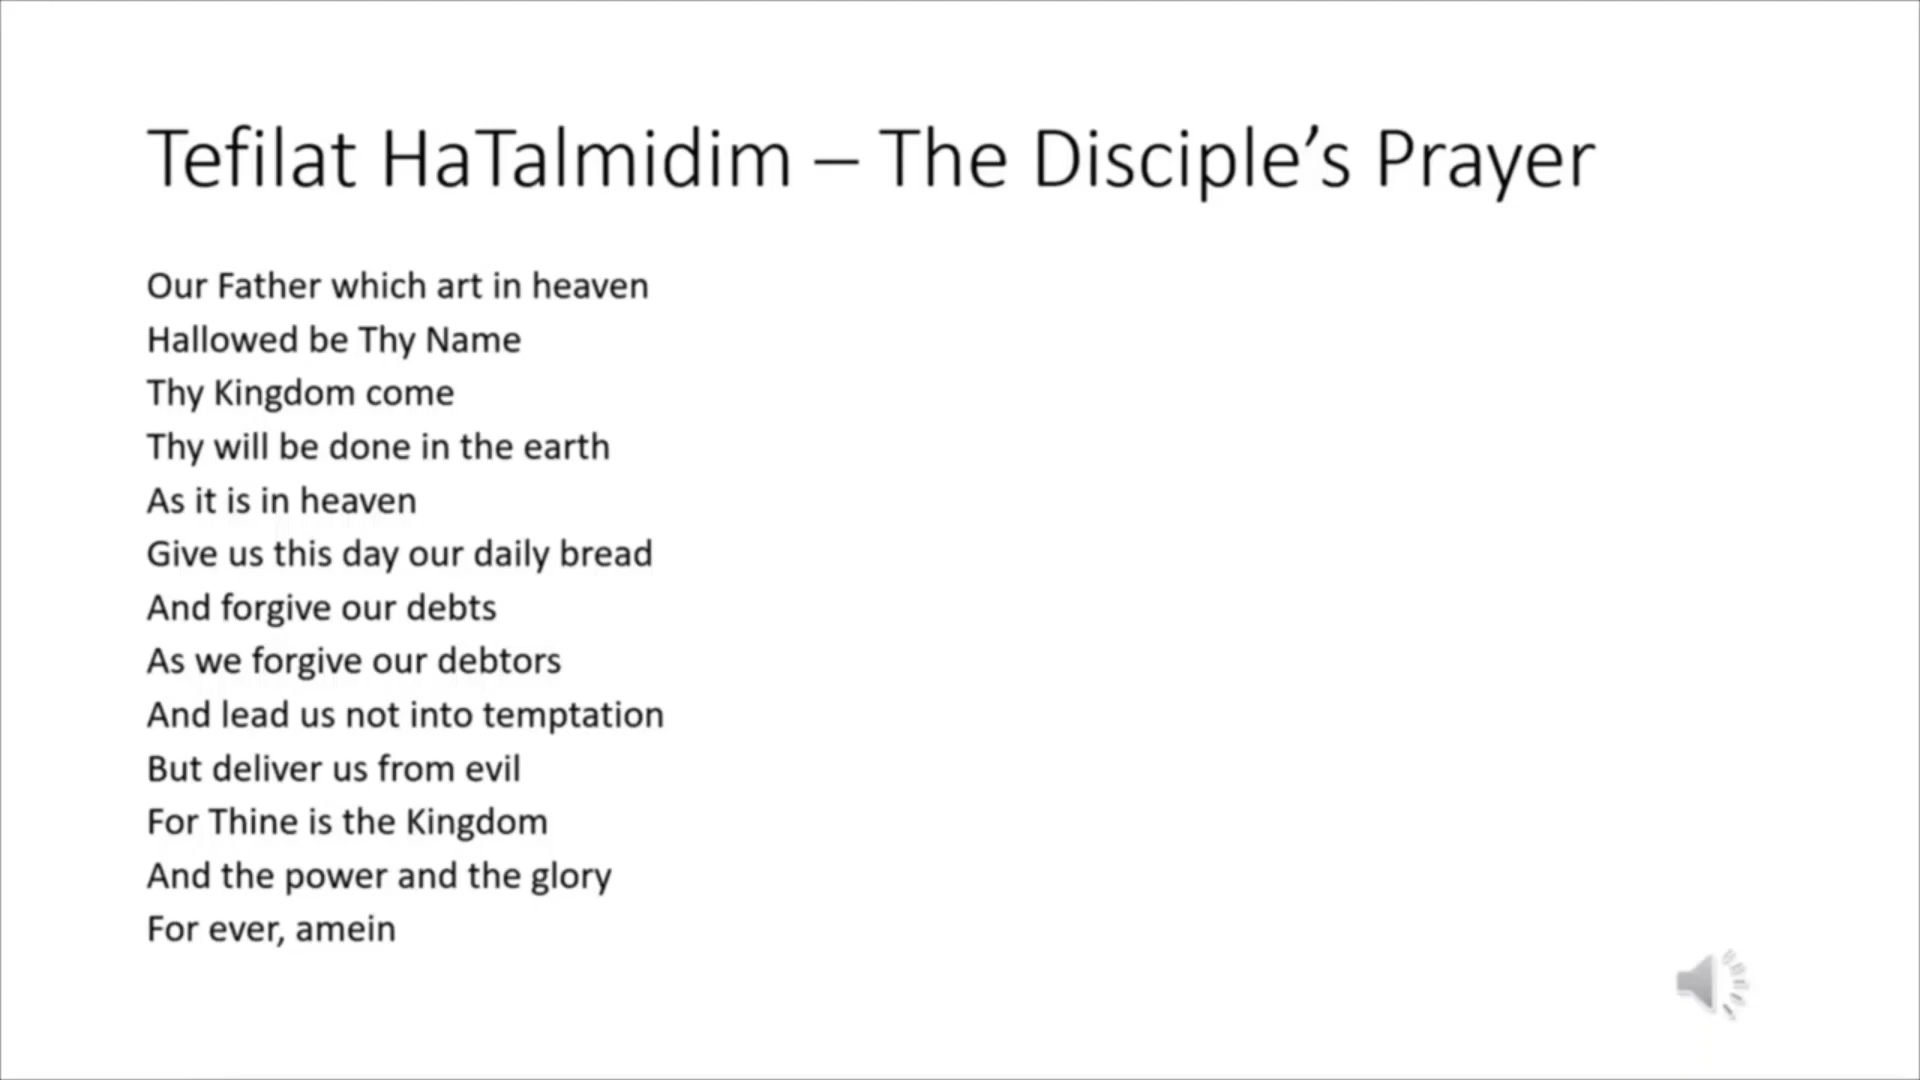 Tefilat HaTalmidim – The Disciple’s Prayer
Our Father which art in heaven
Hallowed be Thy Name
Thy Kingdom come
Thy will be done in the earth
As it is in heaven
Give us this day our daily bread
And forgive our debts
As we forgive our debtors
And lead us not into temptation
But deliver us from evil
For Thine is the Kingdom
And the power and the glory
For ever, amein